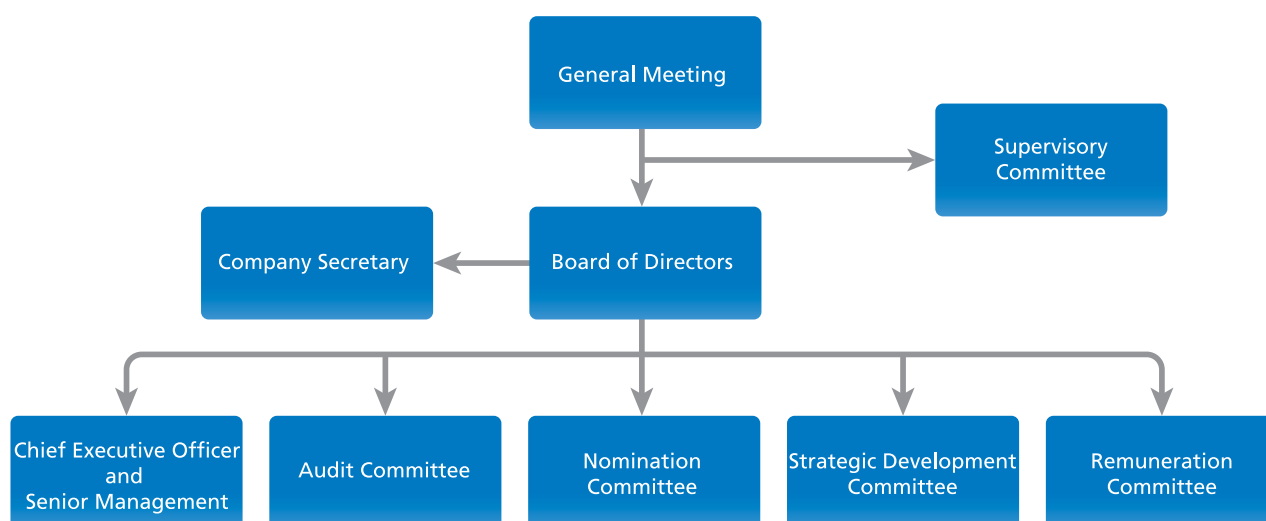 General Meeting
Supervisory
Committee
Company Secretary
Board of Directors
Chief Executive Officer
and
Senior Management
Audit Committee
Nomination
Committee
Strategic Development
Committee
Remuneration
Committee